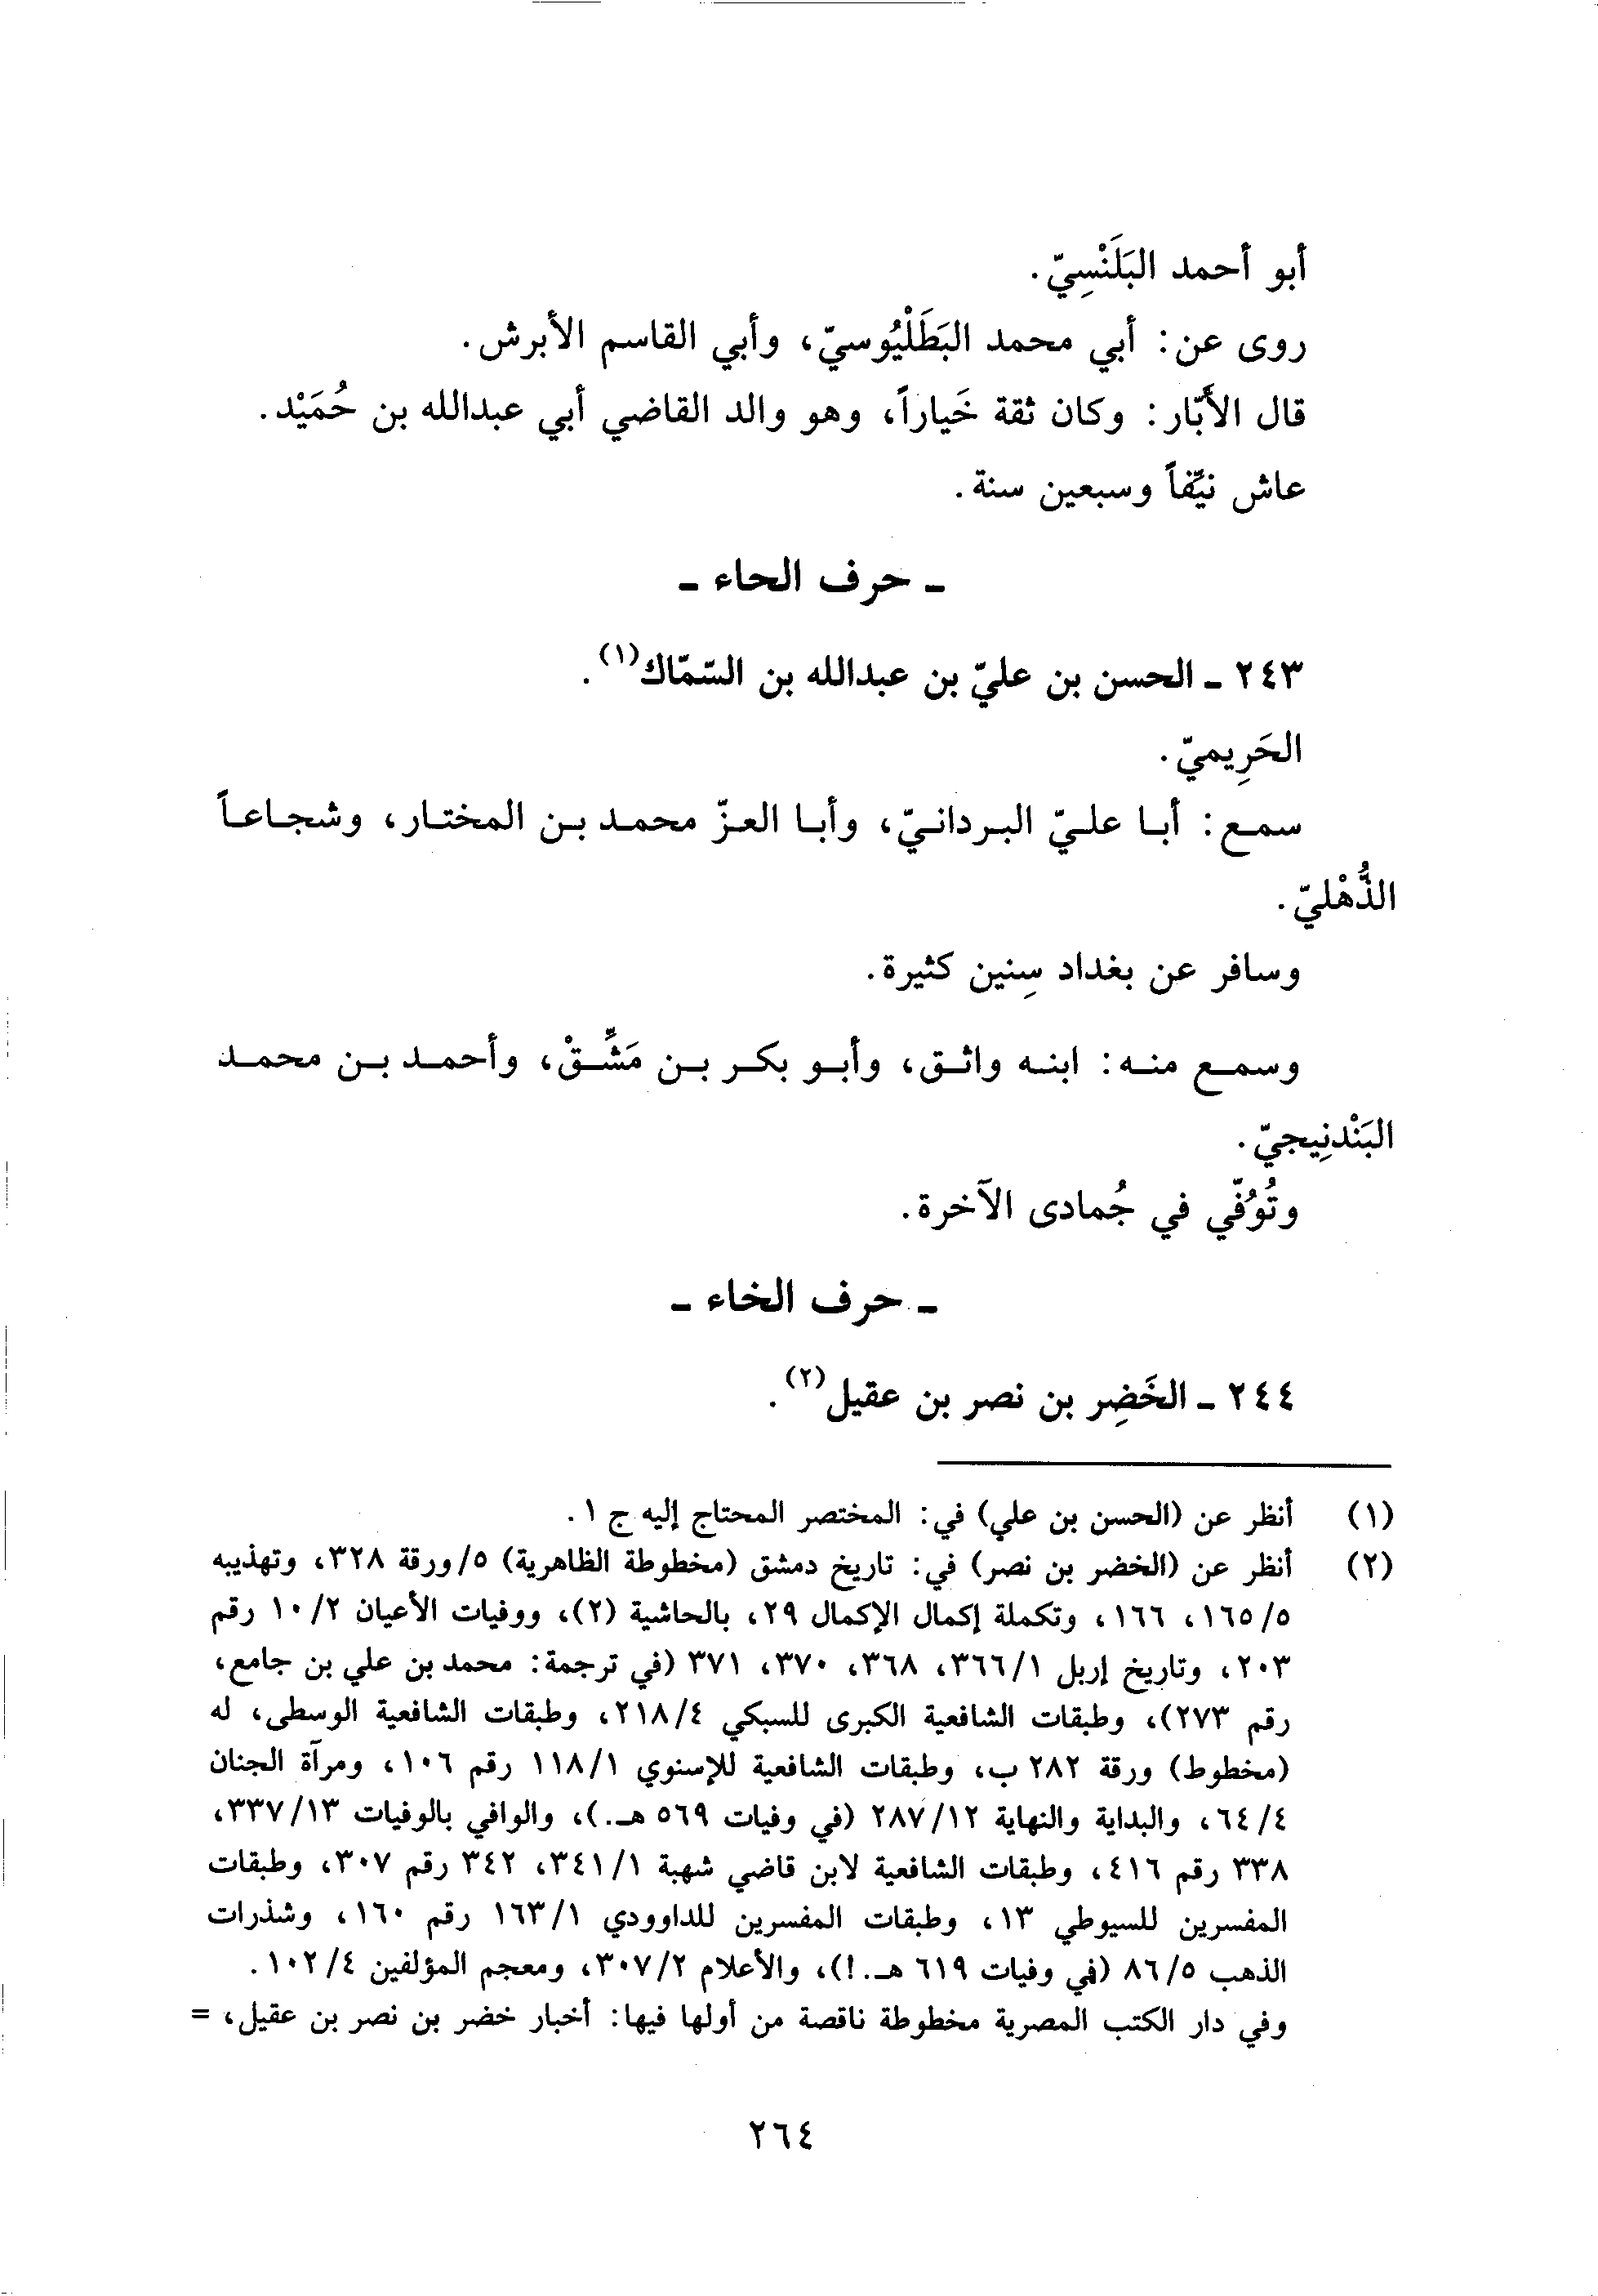 أبو أحمد البَلَنْسِيّ.
روى عن: أبي محمد البَطَلْيُوسيّ، وأبي القاسم الأبرش.
قال الأبّار: وكان ثقة خَياراً، وهو والد القاضي أبي عبدالله بن حُمَيْد.
عاش نيّفاً وسبعين سنة.
ـ حرف الحاء ـ
٢٤٣ ـ الحسن بن عليّ بن عبدالله بن السّمّاك(١).
الحَرِيميّ.
سمع: أبا عليّ البردانيّ، وأبا العزّ محمد بن المختار، وشجاعاً
الذُّهْليّ.
وسافر عن بغداد سِنين كثيرة.
وسمع منه: ابنه واثق، وأبو بكر بن مَشِّقْ، وأحمد بن محمد
البَنْدنِيجيّ.
وتُوُفّي في جُمادى الآخرة.
ـ حرف الخاء ـ
٢٤٤ ـ الخَضِر بن نصر بن عقيل(٢).
(١) أنظر عن (الحسن بن علي) في: المختصر المحتاج إليه ج ١.
(٢) أنظر عن (الخضر بن نصر) في: تاريخ دمشق (مخطوطة الظاهرية) ٥/ورقة ٣٢٨، وتهذيبه
٥/١٦٥، ١٦٦، وتكملة إكمال الإكمال ٢٩، بالحاشية (٢)، ووفيات الأعيان ١٠/٢ رقم
٢٠٣، وتاريخ إربل ٣٦٦/١، ٣٦٨، ٣٧٠، ٣٧١ (في ترجمة: محمد بن علي بن جامع،
رقم ٢٧٣)، وطبقات الشافعية الكبرى للسبكي ٢١٨/٤، وطبقات الشافعية الوسطى، له
(مخطوط) ورقة ٢٨٢ ب، وطبقات الشافعية للإسنوي ١١٨/١ رقم ١٠٦، ومرآة الجنان
٦٤/٤، والبداية والنهاية ٢٨٧/١٢ (في وفيات ٥٦٩ هـ.)، والوافي بالوفيات ٣٣٧/١٣،
٣٣٨ رقم ٤١٦، وطبقات الشافعية لابن قاضي شهبة ٣٤١/١، ٣٤٢ رقم ٣٠٧، وطبقات
المفسرين للسيوطي ١٣، وطبقات المفسرين للداوودي ١٦٣/١ رقم ١٦٠، وشذرات
الذهب ٨٦/٥ (في وفيات ٦١٩ هـ.!)، والأعلام ٣٠٧/٢، ومعجم المؤلفين ١٠٢/٤.
وفي دار الكتب المصرية مخطوطة ناقصة من أولها فيها: أخبار خضر بن نصر بن عقيل، =
٢٦٤